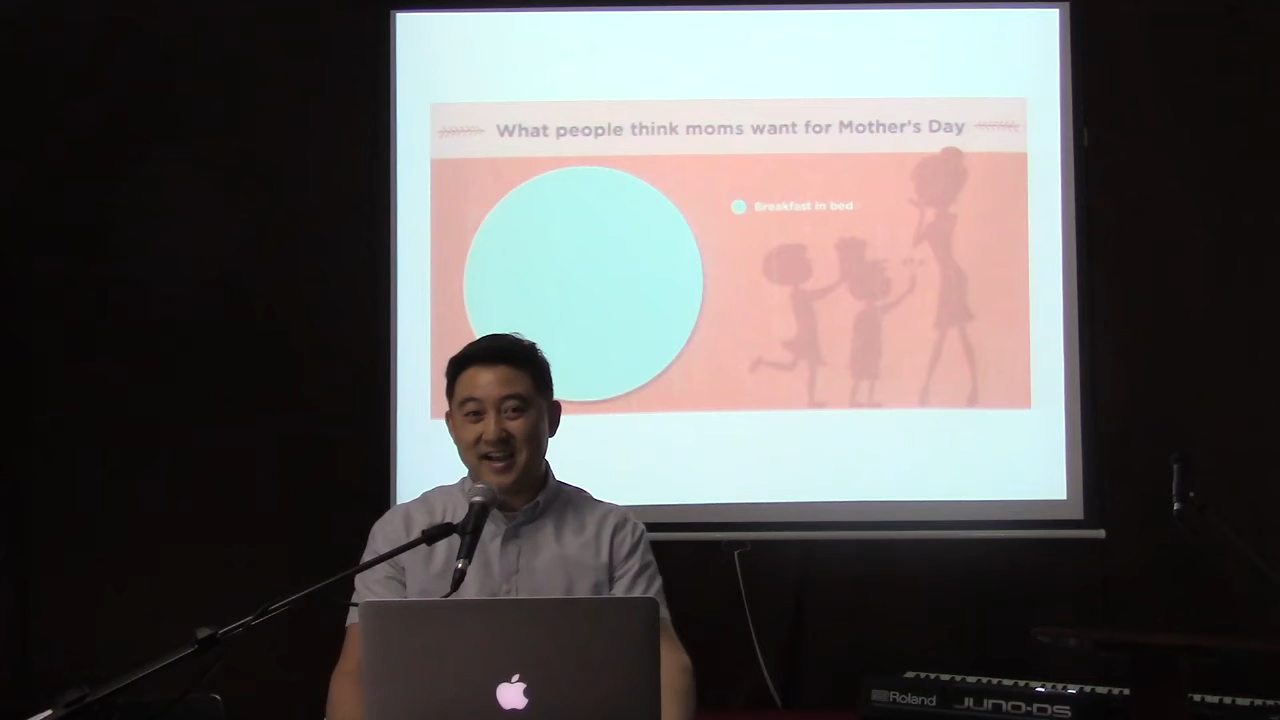 What people think moms want for Mother's Day
Breakfast in bed
Roland
JUNO-DS